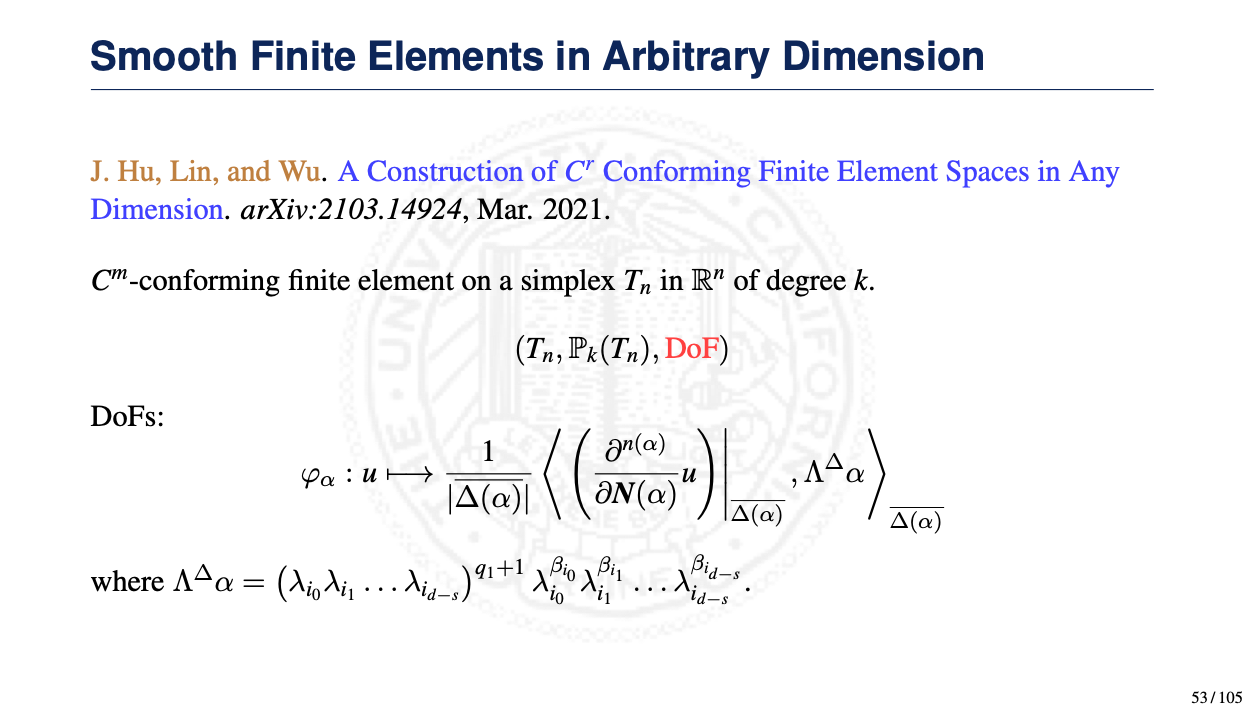 Smooth Finite Elements in Arbitrary Dimension
J. Hu, Lin, and Wu. A Construction of $C^r$ Conforming Finite Element Spaces in Any
Dimension. arXiv:2103.14924, Mar. 2021.
$C^m$-conforming finite element on a simplex $T_n$ in $\mathbb{R}^n$ of degree $k$.
$(T_n, \mathbb{P}_k(T_n), \text{DoF})$
DoFs:
$\varphi_\alpha : u \longmapsto \frac{1}{|\overline{\Delta(\alpha)}|} \left\langle \left( \frac{\partial^{n(\alpha)}}{\partial N(\alpha)} u \right) \Big|_{\overline{\Delta(\alpha)}}, \Lambda^\Delta \alpha \right\rangle_{\overline{\Delta(\alpha)}}$
where $\Lambda^\Delta \alpha = (\lambda_{i_0} \lambda_{i_1} \ldots \lambda_{i_{d-s}})^{q_1+1} \lambda_{i_0}^{\beta_{i_0}} \lambda_{i_1}^{\beta_{i_1}} \ldots \lambda_{i_{d-s}}^{\beta_{i_{d-s}}}.$
53 / 105